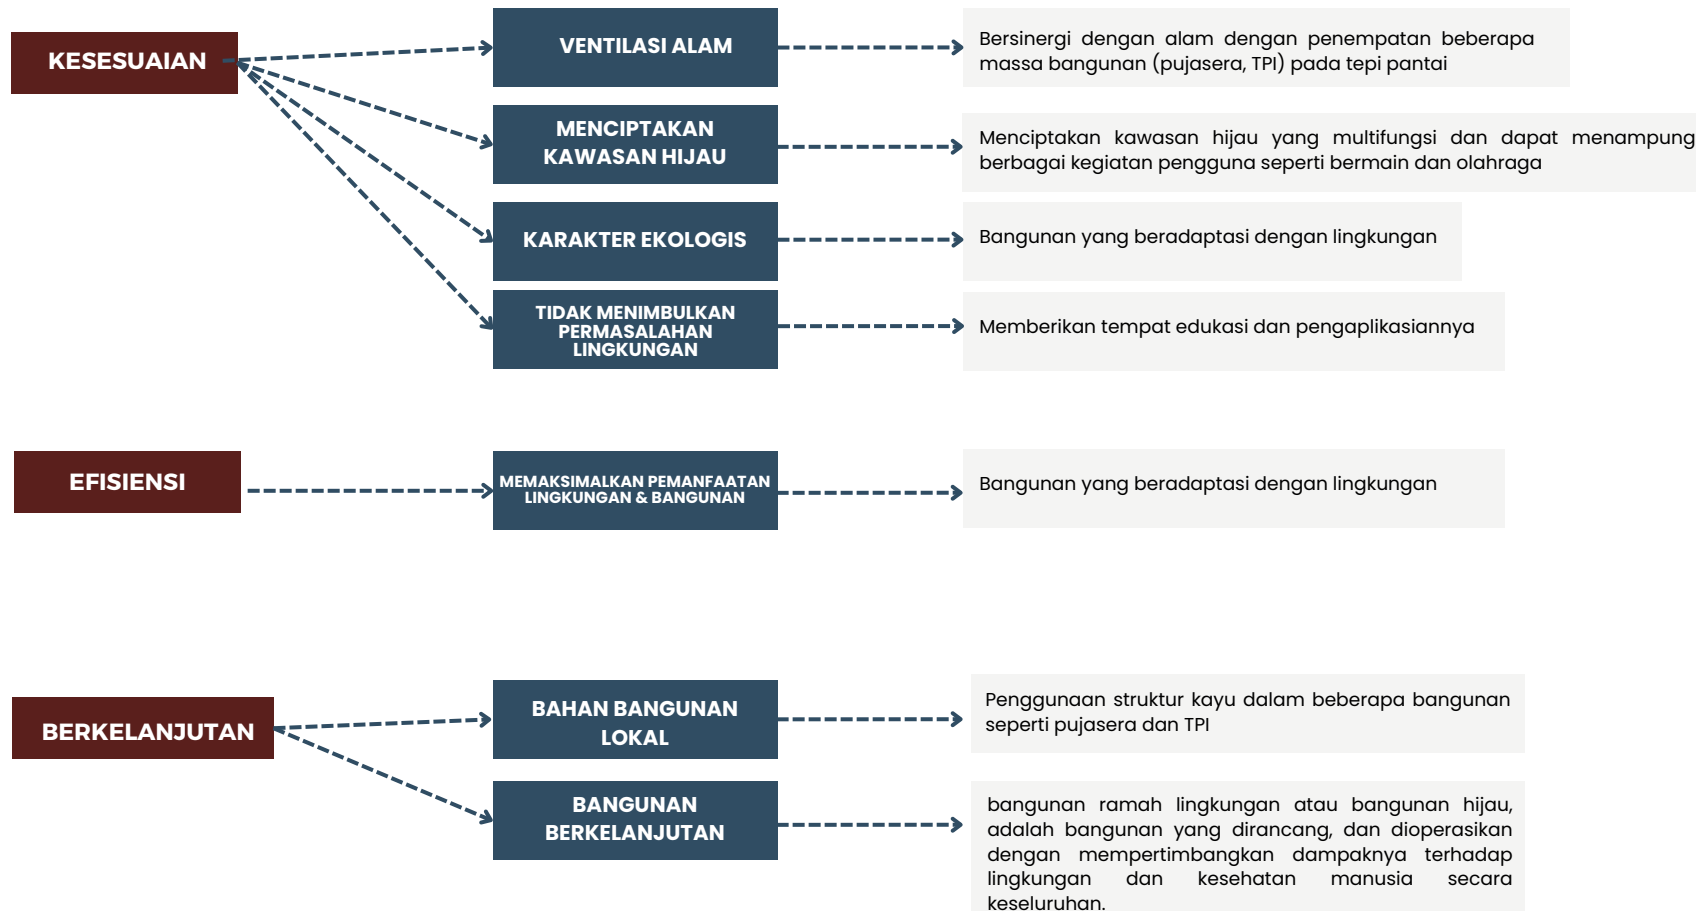 KESESUAIAN
VENTILASI ALAM
Bersinergi dengan alam dengan penempatan beberapa
massa bangunan (pujasera, TPI) pada tepi pantai
MENCIPTAKAN
KAWASAN HIJAU
Menciptakan kawasan hijau yang multifungsi dan dapat menampung
berbagai kegiatan pengguna seperti bermain dan olahraga
KARAKTER EKOLOGIS
Bangunan yang beradaptasi dengan lingkungan
TIDAK MENIMBULKAN
PERMASALAHAN
LINGKUNGAN
Memberikan tempat edukasi dan pengaplikasiannya
EFISIENSI
MEMAKSIMALKAN PEMANFAATAN
LINGKUNGAN & BANGUNAN
Bangunan yang beradaptasi dengan lingkungan
BERKELANJUTAN
BAHAN BANGUNAN
LOKAL
Penggunaan struktur kayu dalam beberapa bangunan
seperti pujasera dan TPI
BANGUNAN
BERKELANJUTAN
bangunan ramah lingkungan atau bangunan hijau,
adalah bangunan yang dirancang, dan dioperasikan
dengan mempertimbangkan dampaknya terhadap
lingkungan dan kesehatan manusia secara
keseluruhan.